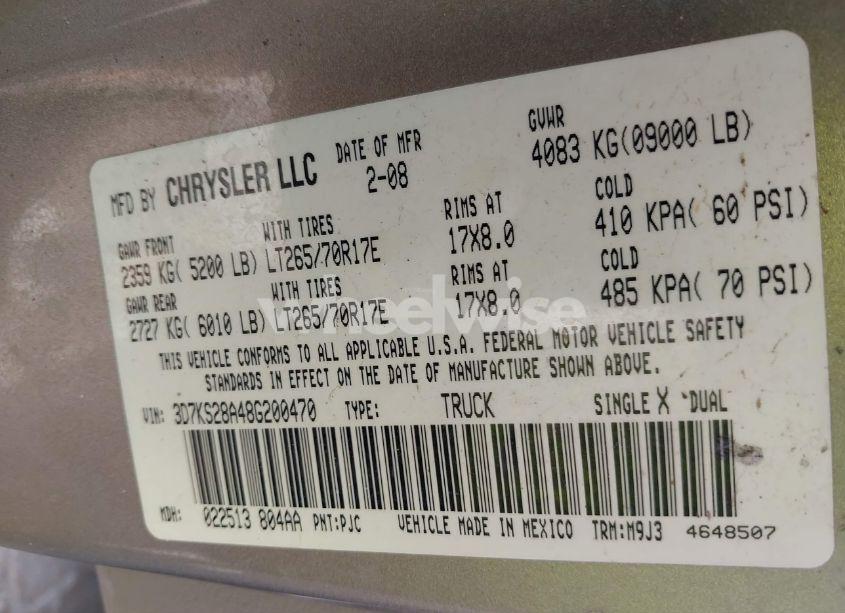 MFD BY CHRYSLER LLC DATE OF MFR GVWR
2-08 4083 KG(09000 LB)
GAWR FRONT WITH TIRES RIMS AT COLD
2359 KG( 5200 LB) LT265/70R17E 17X8.0 410 KPA( 60 PSI)
GAWR REAR WITH TIRES RIMS AT COLD
2727 KG( 6010 LB) LT265/70R17E 17X8.0 485 KPA( 70 PSI)
THIS VEHICLE CONFORMS TO ALL APPLICABLE U.S.A. FEDERAL MOTOR VEHICLE SAFETY
STANDARDS IN EFFECT ON THE DATE OF MANUFACTURE SHOWN ABOVE.
VIN: 3D7KS28A48G200470 TYPE: TRUCK SINGLE X DUAL
MDH: 022513 804AA PNT:PJC VEHICLE MADE IN MEXICO TRM:M9J3 4648507
wheelwise